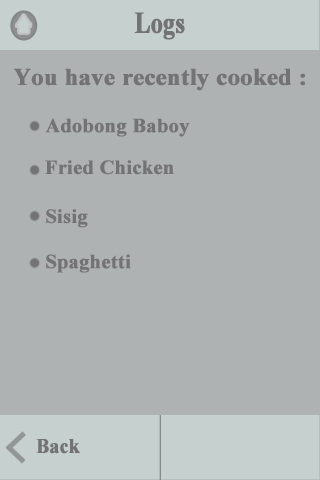 Logs
You have recently cooked :
Adobong Baboy
Fried Chicken
Sisig
Spaghetti
Back